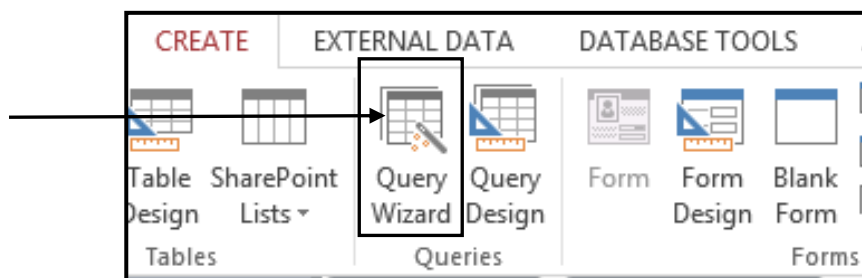 CREATE EXTERNAL DATA DATABASE TOOLS
Table SharePoint Query Query Form Form Blank
Design Lists Wizard Design Design Form
Tables Queries Forms